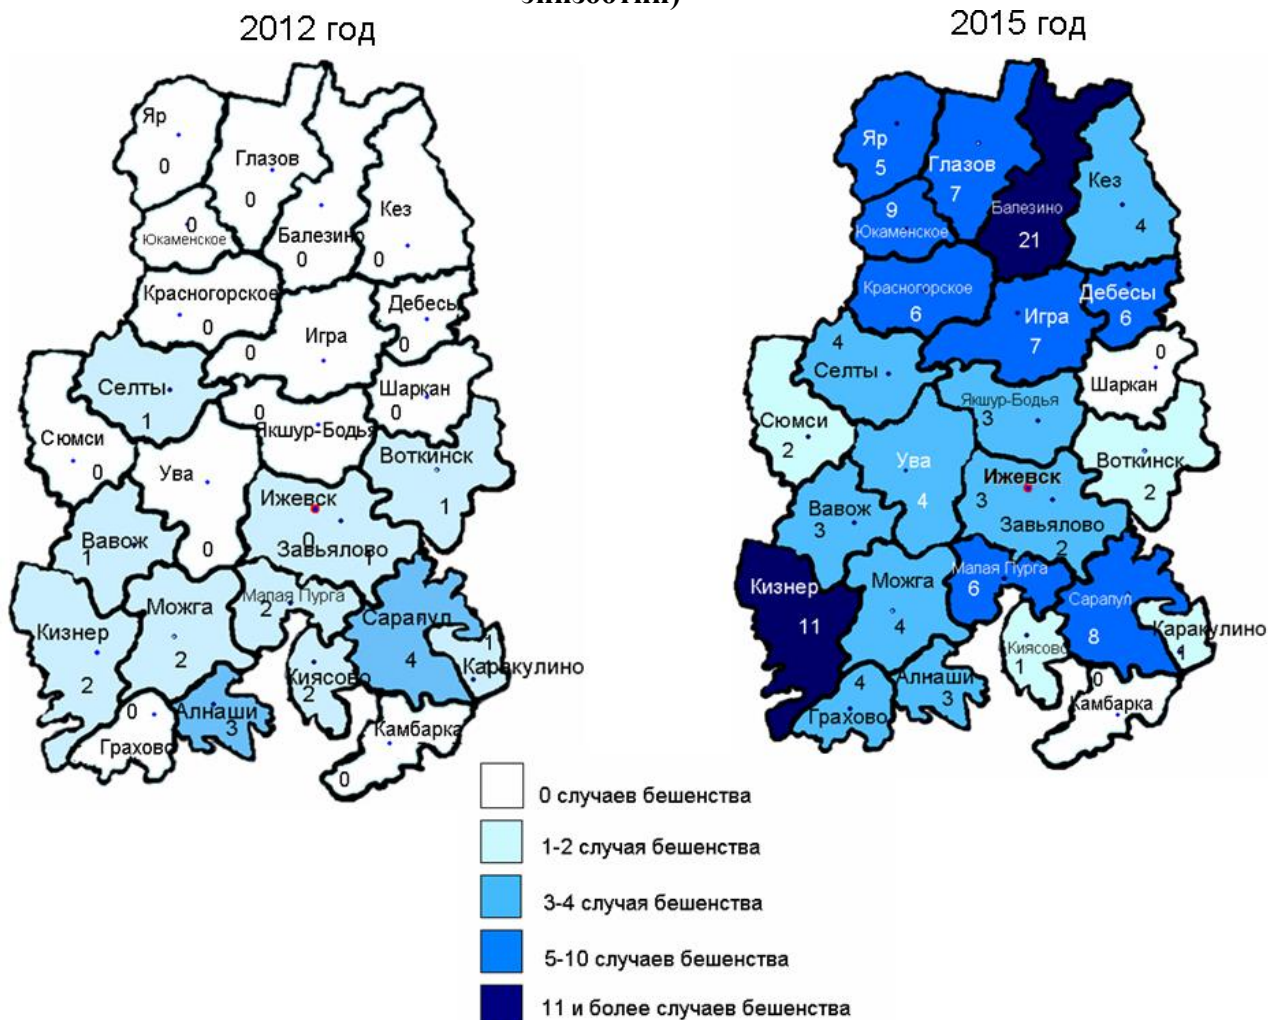 эпизоотии)
2012 год
2015 год
Яр
0
Глазов
0
0
Юкаменское
Балезино
0
Кез
0
Красногорское
0
Дебесы
0
Игра
0
Селты
1
Шаркан
0
0
Якшур-Бодья
Сюмси
0
Ува
0
Воткинск
1
Ижевск
0
Завьялово
1
Вавож
1
Можга
2
Малая Пурга
2
Сарапул
4
Кизнер
2
1
Каракулино
Киясово
2
0
Грахово
Алнаши
3
Камбарка
0
Яр
5
Глазов
7
9
Юкаменское
Балезино
21
Кез
4
Красногорское
6
Дебесы
6
Игра
7
4
Селты
0
Шаркан
Якшур-Бодья
3
Сюмси
2
Ува
4
Воткинск
2
Ижевск
3
Завьялово
2
Вавож
3
Можга
4
Малая Пурга
6
Сарапул
8
Кизнер
11
Каракулино
1
Киясово
1
4
Грахово
Алнаши
3
0
Камбарка
0 случаев бешенства
1-2 случая бешенства
3-4 случая бешенства
5-10 случаев бешенства
11 и более случаев бешенства